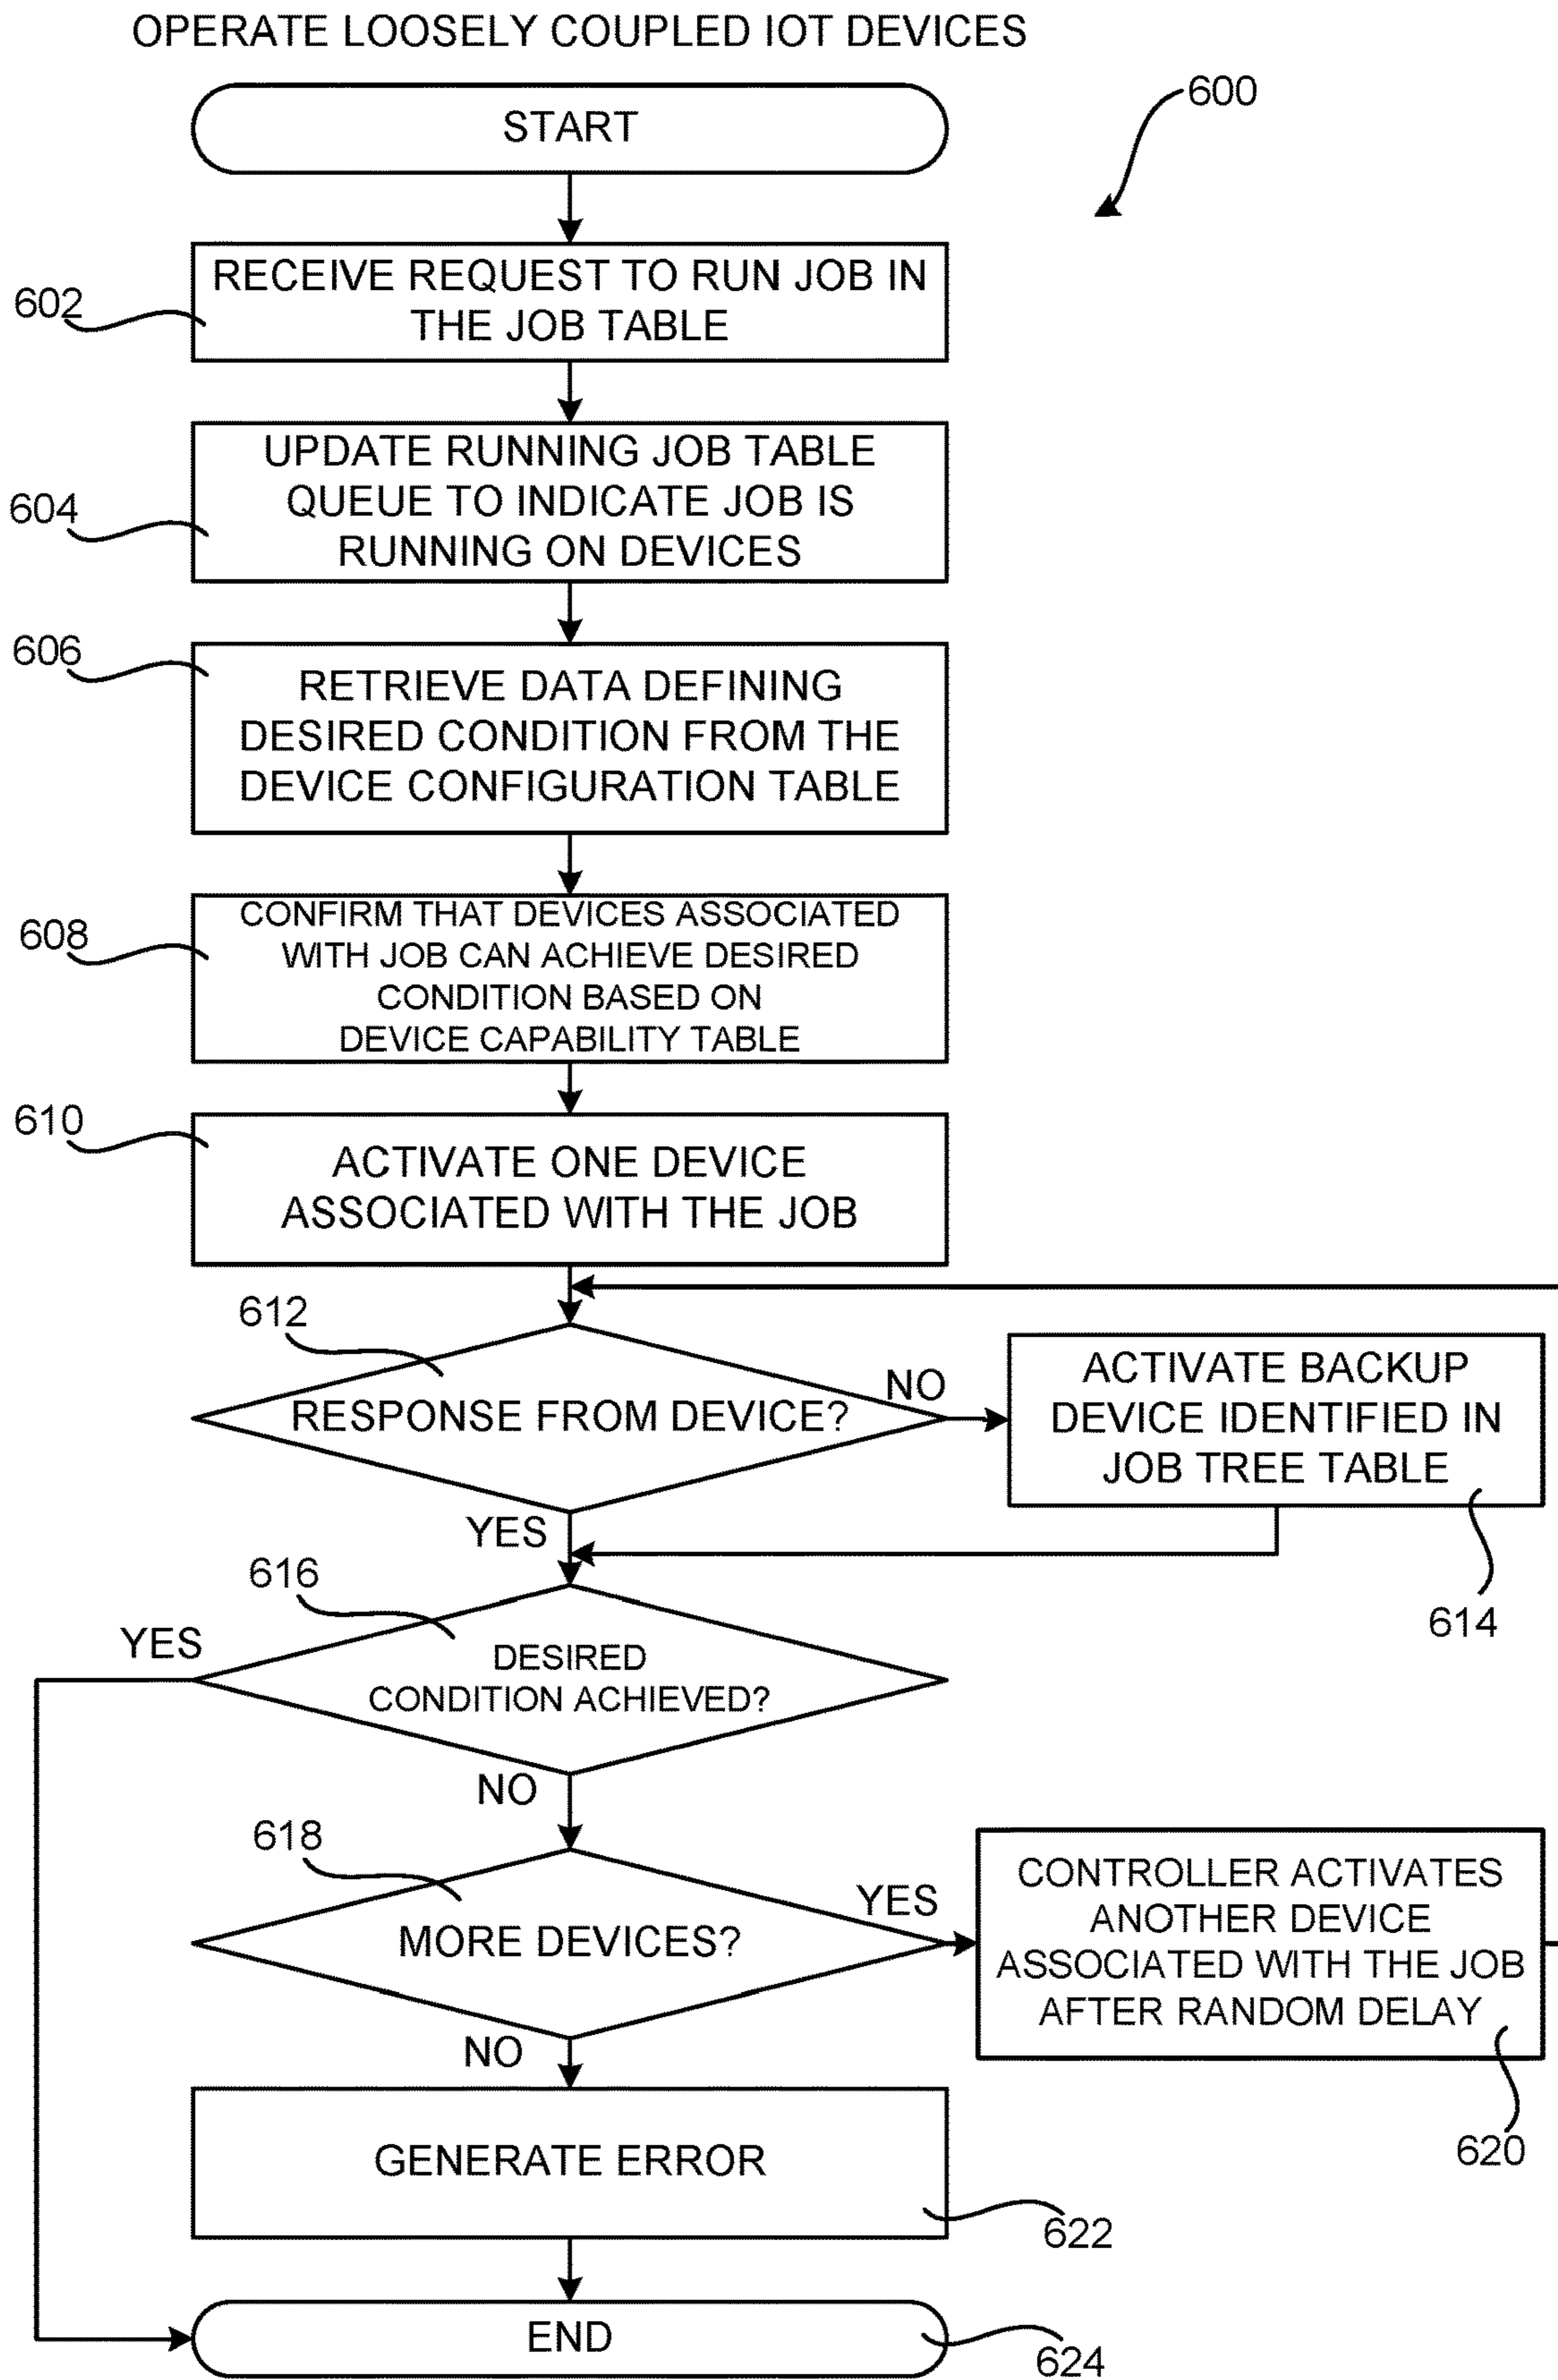 OPERATE LOOSELY COUPLED IOT DEVICES
START
600
602
RECEIVE REQUEST TO RUN JOB IN
THE JOB TABLE
604
UPDATE RUNNING JOB TABLE
QUEUE TO INDICATE JOB IS
RUNNING ON DEVICES
606
RETRIEVE DATA DEFINING
DESIRED CONDITION FROM THE
DEVICE CONFIGURATION TABLE
608
CONFIRM THAT DEVICES ASSOCIATED
WITH JOB CAN ACHIEVE DESIRED
CONDITION BASED ON
DEVICE CAPABILITY TABLE
610
ACTIVATE ONE DEVICE
ASSOCIATED WITH THE JOB
612
RESPONSE FROM DEVICE?
NO
ACTIVATE BACKUP
DEVICE IDENTIFIED IN
JOB TREE TABLE
614
YES
616
YES
DESIRED
CONDITION ACHIEVED?
NO
618
MORE DEVICES?
YES
CONTROLLER ACTIVATES
ANOTHER DEVICE
ASSOCIATED WITH THE JOB
AFTER RANDOM DELAY
620
NO
GENERATE ERROR
622
END
624